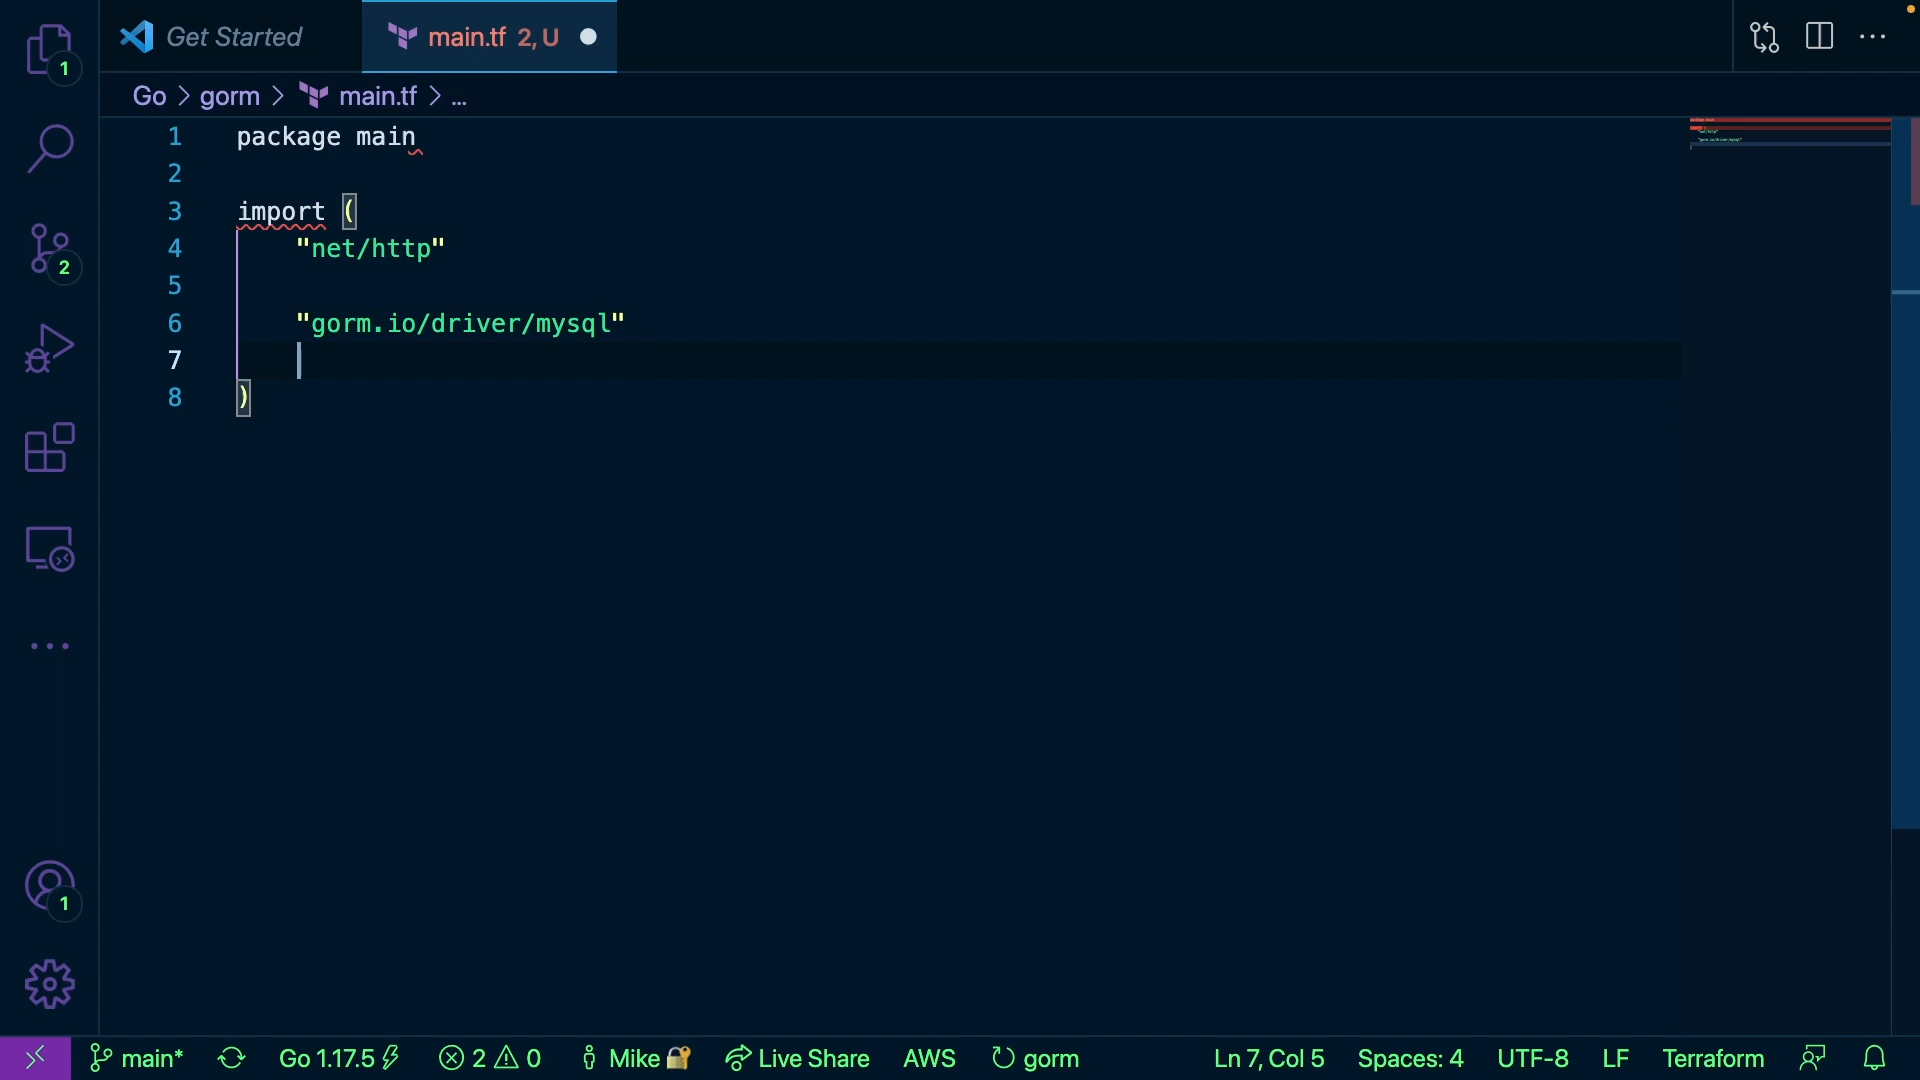 Get Started
main.tf 2, U
Go > gorm > main.tf > ...
1 package main
2
3 import (
4 "net/http"
5
6 "gorm.io/driver/mysql"
7
8 )
1
2
1
main* Go 1.17.5 2 0 Mike Live Share AWS gorm Ln 7, Col 5 Spaces: 4 UTF-8 LF Terraform